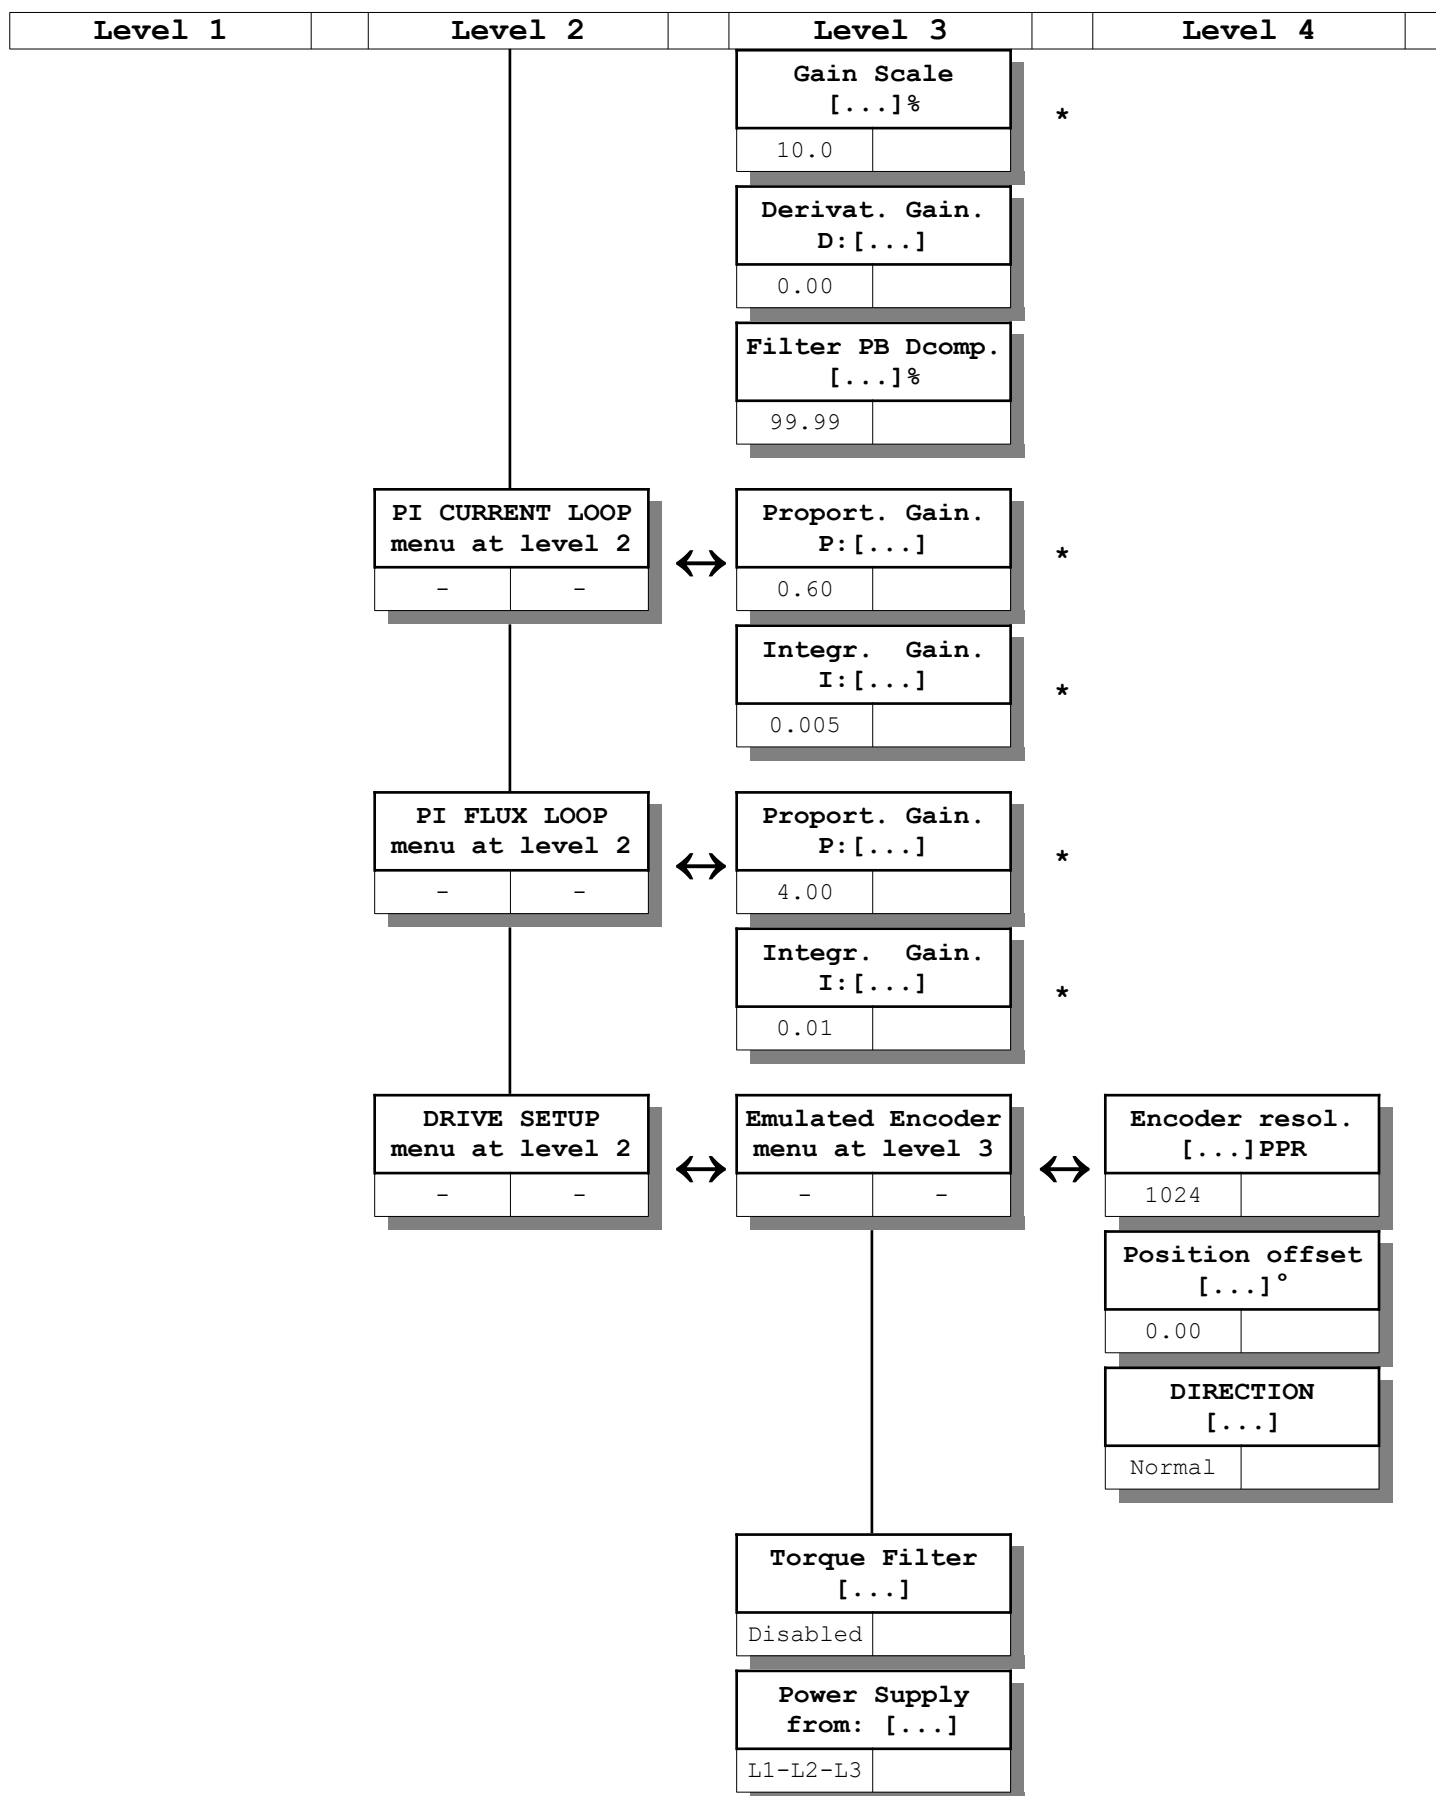 Level 1 Level 2 Level 3 Level 4
Gain Scale
[...]%
*
10.0
Derivat. Gain.
D:[...]
0.00
Filter PB Dcomp.
[...]%
99.99
PI CURRENT LOOP
menu at level 2
- -
↔
Proport. Gain.
P:[...]
*
0.60
Integr. Gain.
I:[...]
*
0.005
PI FLUX LOOP
menu at level 2
- -
↔
Proport. Gain.
P:[...]
*
4.00
Integr. Gain.
I:[...]
*
0.01
DRIVE SETUP
menu at level 2
- -
↔
Emulated Encoder
menu at level 3
- -
↔
Encoder resol.
[...]PPR
1024
Position offset
[...]°
0.00
DIRECTION
[...]
Normal
Torque Filter
[...]
Disabled
Power Supply
from: [...]
L1-L2-L3